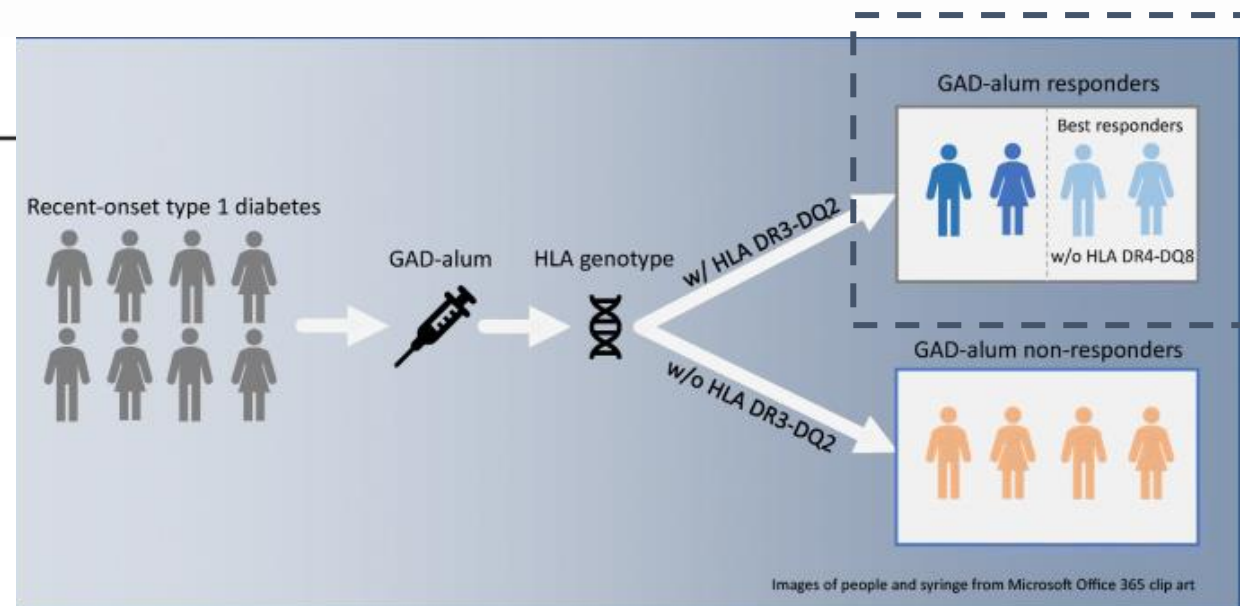 Recent-onset type 1 diabetes
GAD-alum
HLA genotype
w/ HLA DR3-DQ2
w/o HLA DR3-DQ2
GAD-alum responders
Best responders
w/o HLA DR4-DQ8
GAD-alum non-responders
Images of people and syringe from Microsoft Office 365 clip art